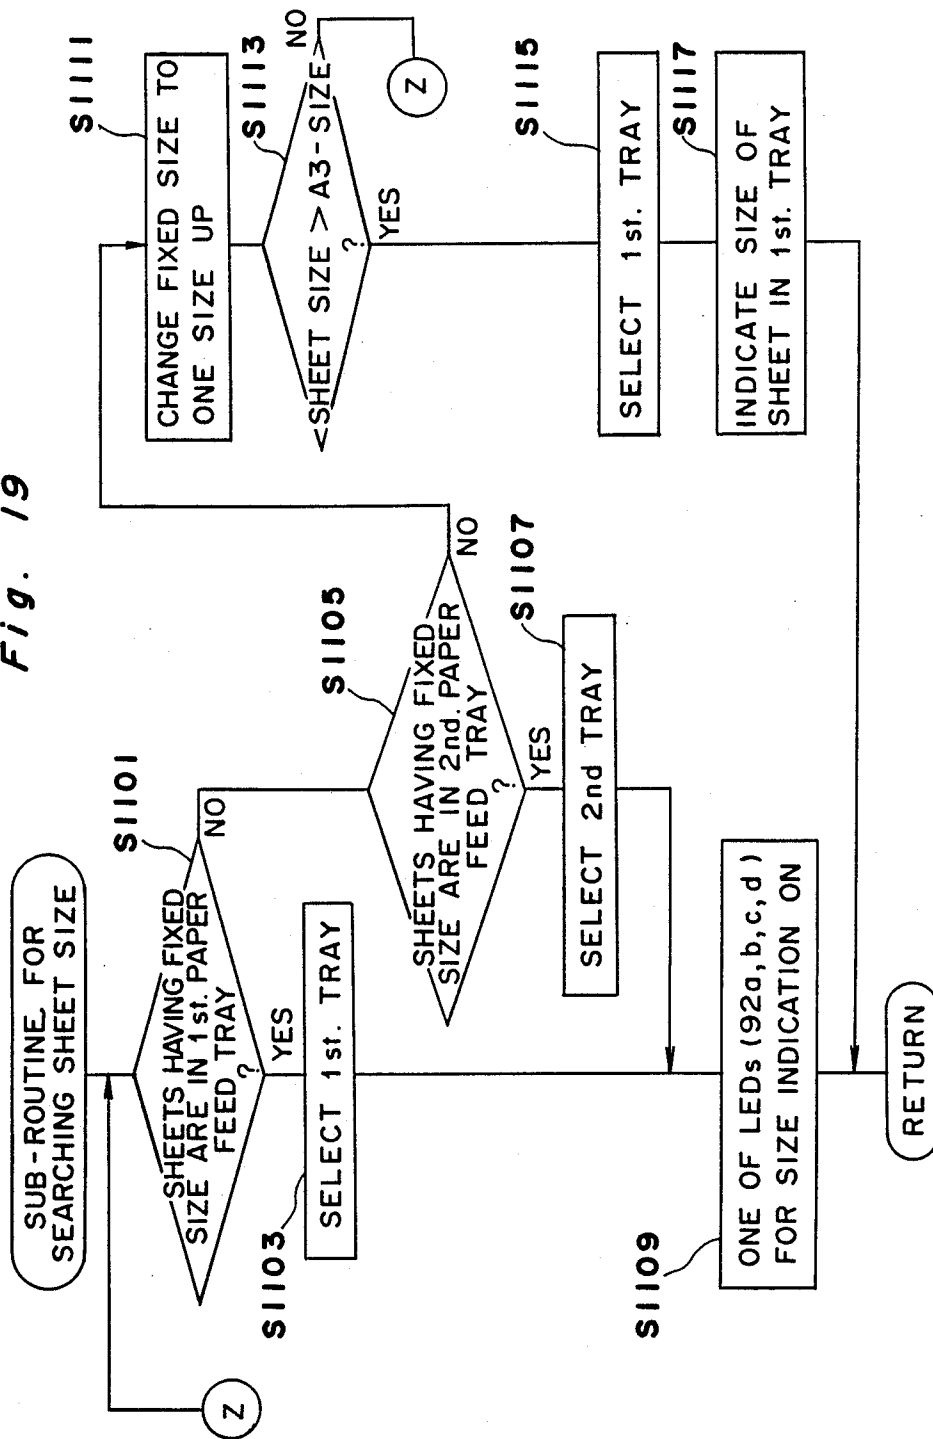 Fig. 19
SUB-ROUTINE FOR
SEARCHING SHEET SIZE
Z
S1101
SHEETS HAVING FIXED
SIZE ARE IN 1st. PAPER
FEED TRAY
?
NO
YES
S1103
SELECT 1st. TRAY
S1105
SHEETS HAVING FIXED
SIZE ARE IN 2nd. PAPER
FEED TRAY
?
NO
YES
S1107
SELECT 2nd TRAY
S1109
ONE OF LEDs (92a, b, c, d)
FOR SIZE INDICATION ON
RETURN
S1111
CHANGE FIXED SIZE TO
ONE SIZE UP
S1113
<SHEET SIZE > A3-SIZE>
?
NO
Z
YES
S1115
SELECT 1st. TRAY
S1117
INDICATE SIZE OF
SHEET IN 1st. TRAY